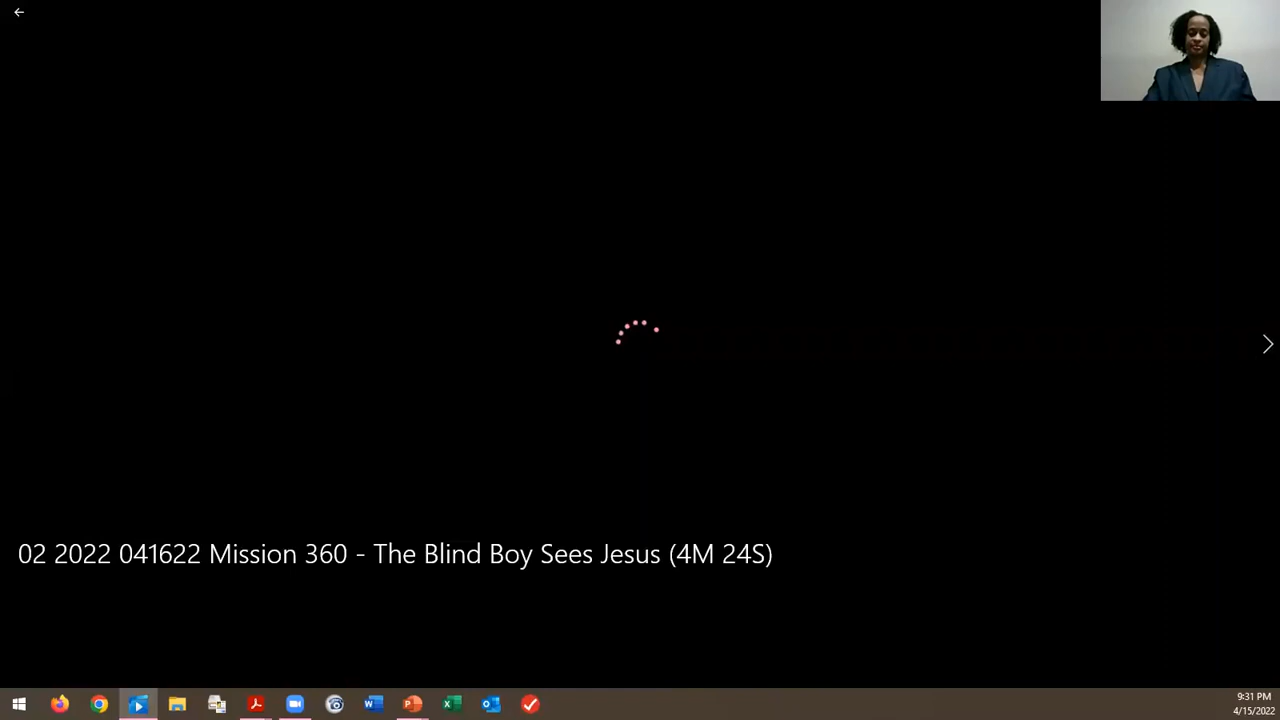 02 2022 041622 Mission 360 - The Blind Boy Sees Jesus (4M 24S)
9:31 PM
4/15/2022